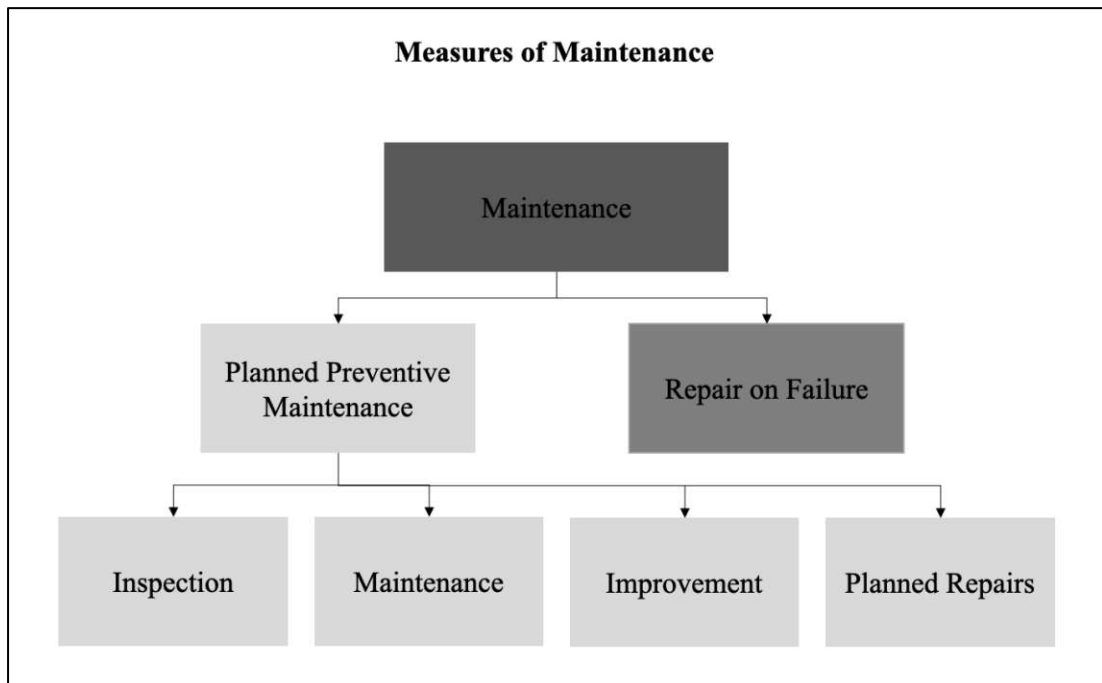 Measures of Maintenance
Maintenance
Planned Preventive
Maintenance
Repair on Failure
Inspection
Maintenance
Improvement
Planned Repairs